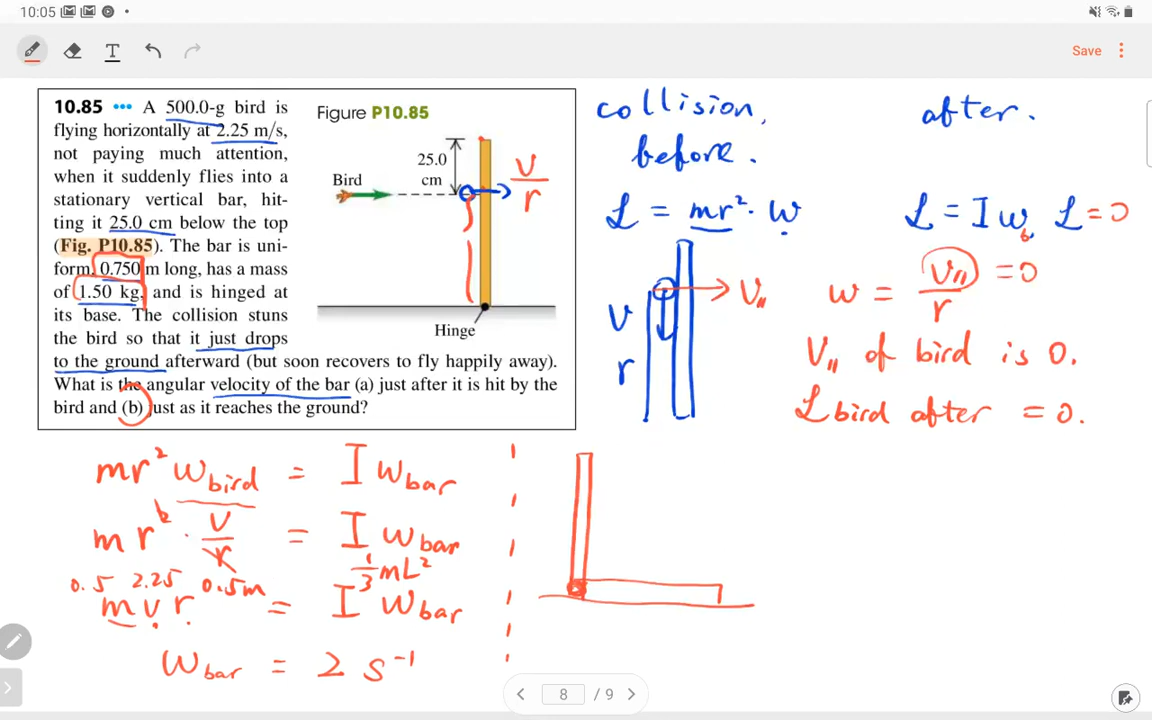 10:05
Save
10.85 ••• A 500.0-g bird is
flying horizontally at 2.25 m/s,
not paying much attention,
when it suddenly flies into a
stationary vertical bar, hit-
ting it 25.0 cm below the top
(Fig. P10.85). The bar is uni-
form, 0.750 m long, has a mass
of 1.50 kg, and is hinged at
its base. The collision stuns
the bird so that it just drops
to the ground afterward (but soon recovers to fly happily away).
What is the angular velocity of the bar (a) just after it is hit by the
bird and (b) just as it reaches the ground?
Figure P10.85
25.0
cm
Bird
Hinge
V
r
collision,
before.
L = mr² · w
V//
V
r
after.
L = I w_b L = 0
w = V// / r = 0
V// of bird is 0.
L bird after = 0.
mr² w_bird = I w_bar
m r² · V/r = I w_bar
0.5 2.25 0.5m 1/3 mL²
m v r = I w_bar
w_bar = 2 s⁻¹
8 / 9